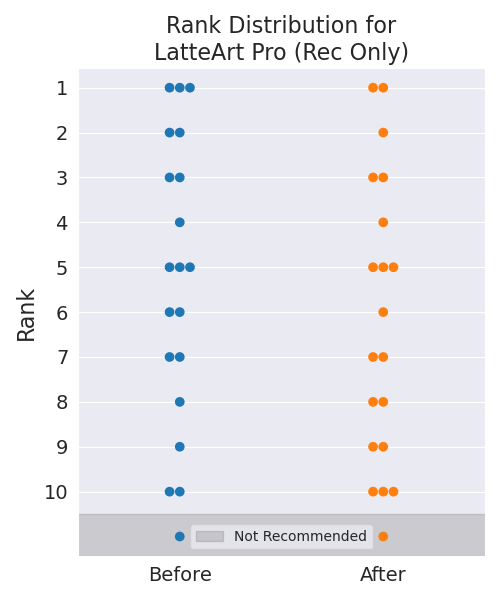 Rank Distribution for
LatteArt Pro (Rec Only)
Rank
1
2
3
4
5
6
7
8
9
10
Not Recommended
Before After